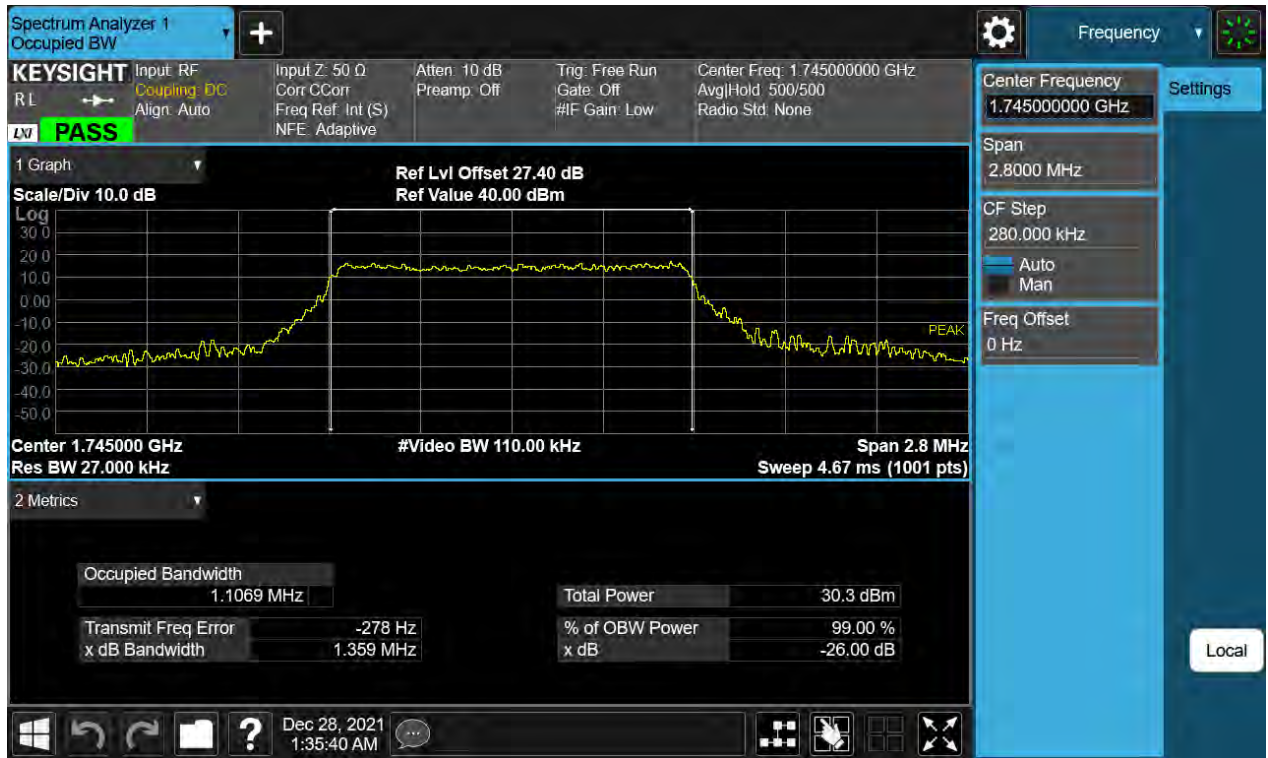 Spectrum Analyzer 1
Occupied BW
Frequency
KEYSIGHT
RL
LXI
PASS
Input: RF
Coupling: DC
Align: Auto
Input Z: 50 Ω
Corr CCorr
Freq Ref: Int (S)
NFE: Adaptive
Atten: 10 dB
Preamp: Off
Trig: Free Run
Gate: Off
#IF Gain: Low
Center Freq: 1.745000000 GHz
Avg|Hold: 500/500
Radio Std: None
Center Frequency
1.745000000 GHz
Settings
Span
2.8000 MHz
CF Step
280.000 kHz
Auto
Man
Freq Offset
0 Hz
1 Graph
Scale/Div 10.0 dB
Ref Lvl Offset 27.40 dB
Ref Value 40.00 dBm
Log
30.0
20.0
10.0
0.00
-10.0
-20.0
-30.0
-40.0
-50.0
PEAK
Center 1.745000 GHz
#Video BW 110.00 kHz
Span 2.8 MHz
Res BW 27.000 kHz
Sweep 4.67 ms (1001 pts)
2 Metrics
Occupied Bandwidth
1.1069 MHz
Transmit Freq Error -278 Hz
x dB Bandwidth 1.359 MHz
Total Power 30.3 dBm
% of OBW Power 99.00 %
x dB -26.00 dB
Local
?
Dec 28, 2021
1:35:40 AM